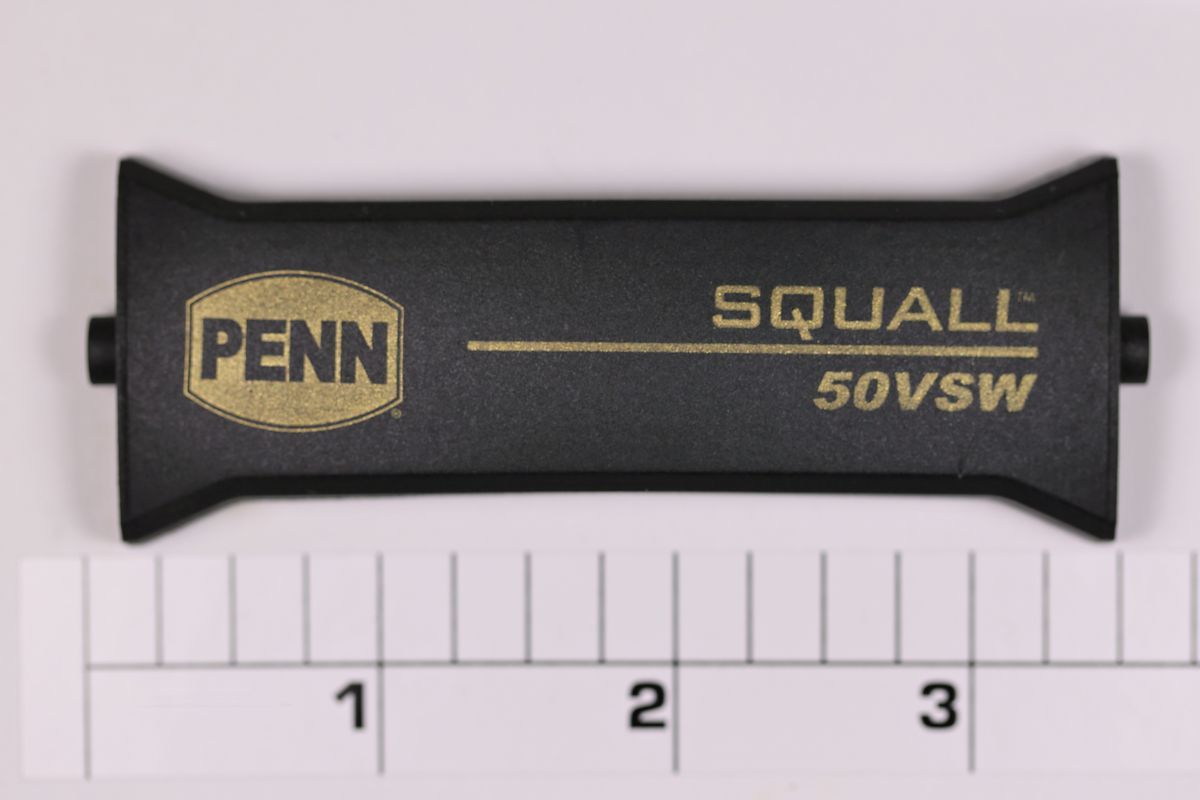 PENN®
SQUALL™
50VSW
1 2 3